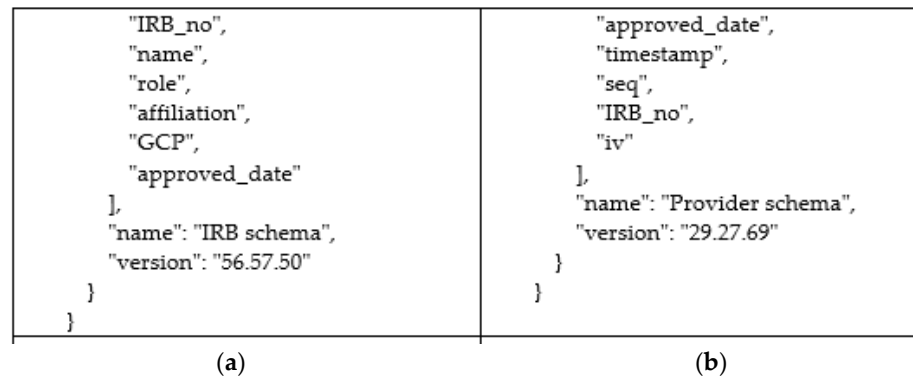 "IRB_no",
"name",
"role",
"affiliation",
"GCP",
"approved_date"
],
"name": "IRB schema",
"version": "56.57.50"
}
}
(a)
"approved_date",
"timestamp",
"seq",
"IRB_no",
"iv"
],
"name": "Provider schema",
"version": "29.27.69"
}
}
(b)